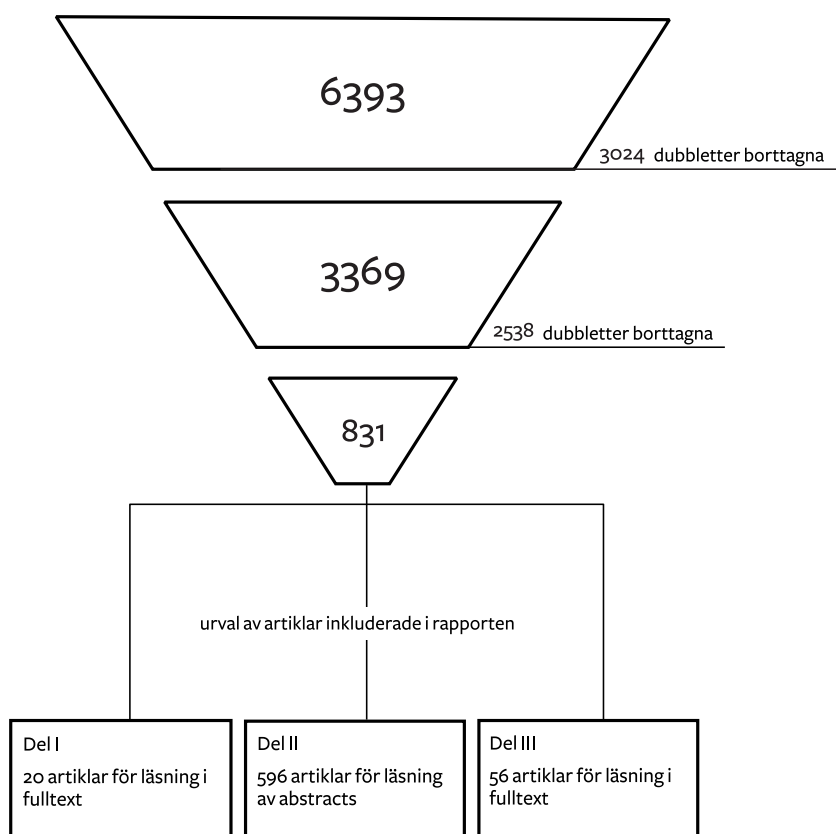 6393
3024 dubbletter borttagna
3369
2538 dubbletter borttagna
831
urval av artiklar inkluderade i rapporten
Del I
20 artiklar för läsning i
fulltext
Del II
596 artiklar för läsning
av abstracts
Del III
56 artiklar för läsning i
fulltext